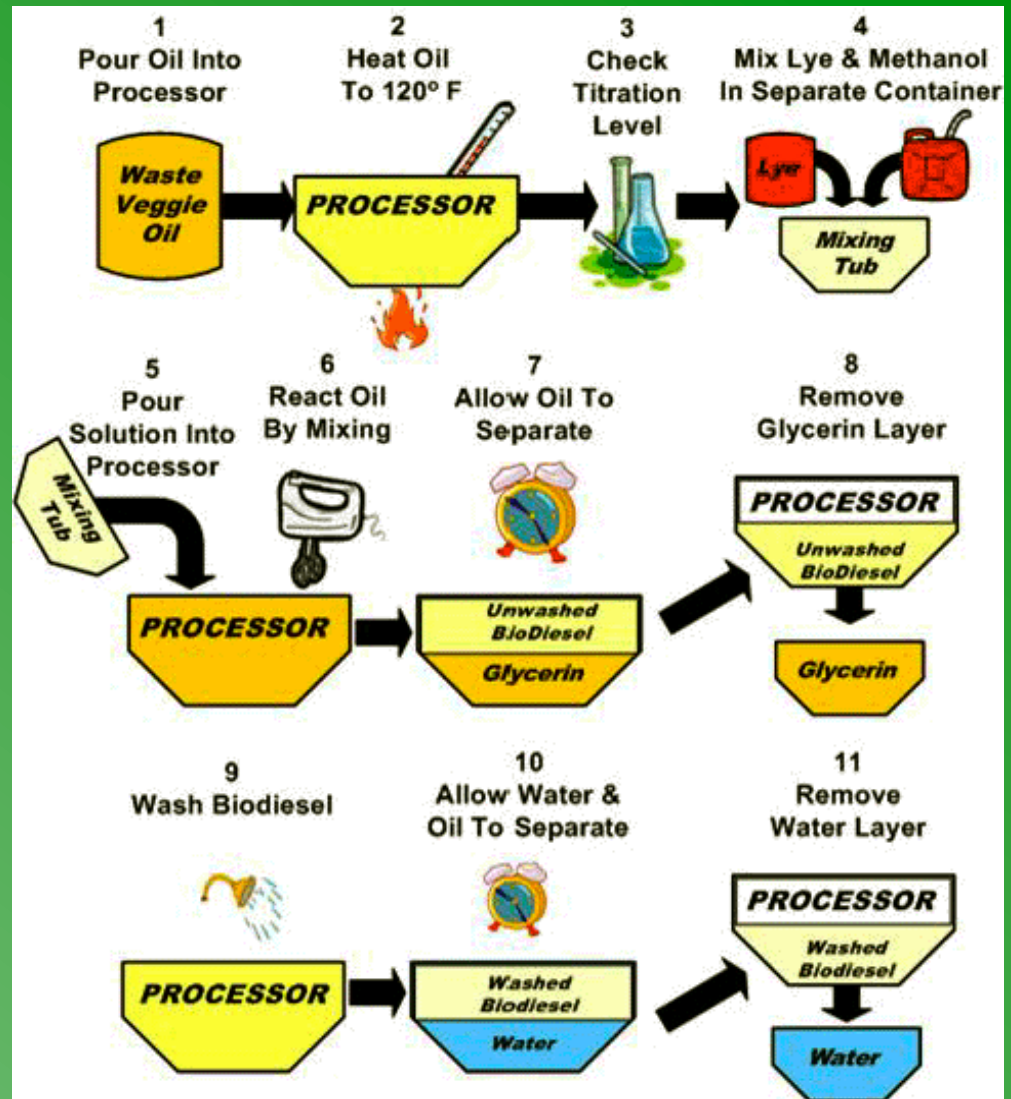 1
Pour Oil Into
Processor
Waste
Veggie
Oil
2
Heat Oil
To 120º F
PROCESSOR
3
Check
Titration
Level
4
Mix Lye & Methanol
In Separate Container
Lye
Mixing
Tub
5
Pour
Solution Into
Processor
Mixing
Tub
PROCESSOR
6
React Oil
By Mixing
7
Allow Oil To
Separate
Unwashed
BioDiesel
Glycerin
8
Remove
Glycerin Layer
PROCESSOR
Unwashed
BioDiesel
Glycerin
9
Wash Biodiesel
PROCESSOR
10
Allow Water &
Oil To Separate
Washed
Biodiesel
Water
11
Remove
Water Layer
PROCESSOR
Washed
Biodiesel
Water